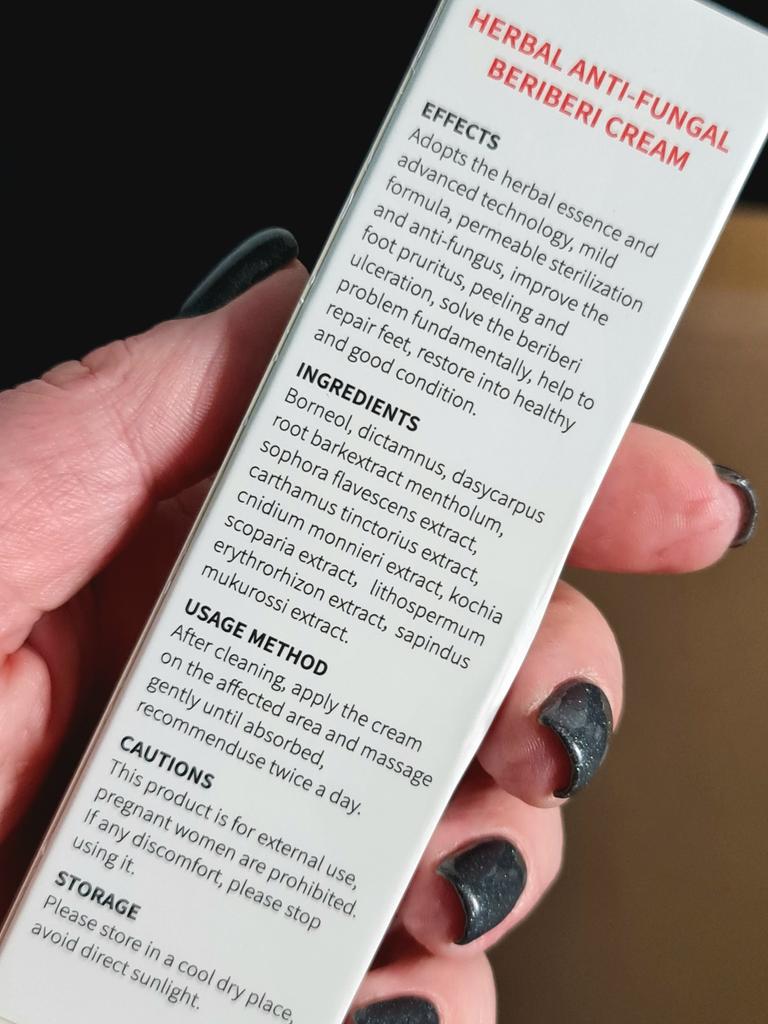 HERBAL ANTI-FUNGAL
BERIBERI CREAM
EFFECTS
Adopts the herbal essence and
advanced technology, mild
formula, permeable sterilization
and anti-fungus, improve the
foot pruritus, peeling and
ulceration, solve the beriberi
problem fundamentally, help to
repair feet, restore into healthy
and good condition.
INGREDIENTS
Borneol, dictamnus, dasycarpus
root barkextract mentholum,
sophora flavescens extract,
carthamus tinctorius extract,
cnidium monnieri extract, kochia
scoparia extract, lithospermum
erythrorhizon extract, sapindus
mukurossi extract.
USAGE METHOD
After cleaning, apply the cream
on the affected area and massage
gently until absorbed,
recommenduse twice a day.
CAUTIONS
This product is for external use,
pregnant women are prohibited.
If any discomfort, please stop
using it.
STORAGE
Please store in a cool dry place,
avoid direct sunlight.